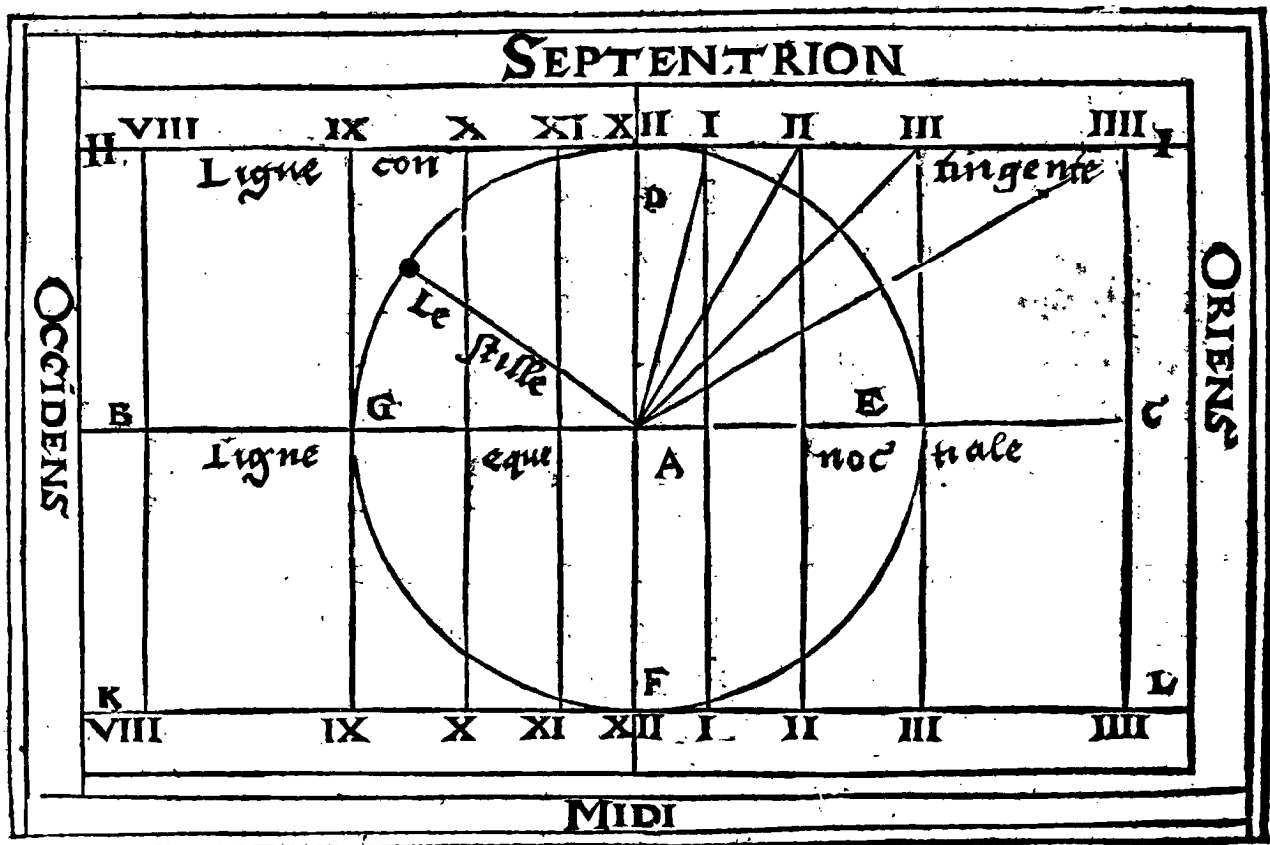 SEPTENTRION
VIII IX X XI XII I II III IIII
H I
Ligne con tingente
D
Le
ſtille
OCCIDENS
ORIENS
B G E C
A
Ligne eque noc tiale
F
K L
VIII IX X XI XII I II III IIII
MIDI